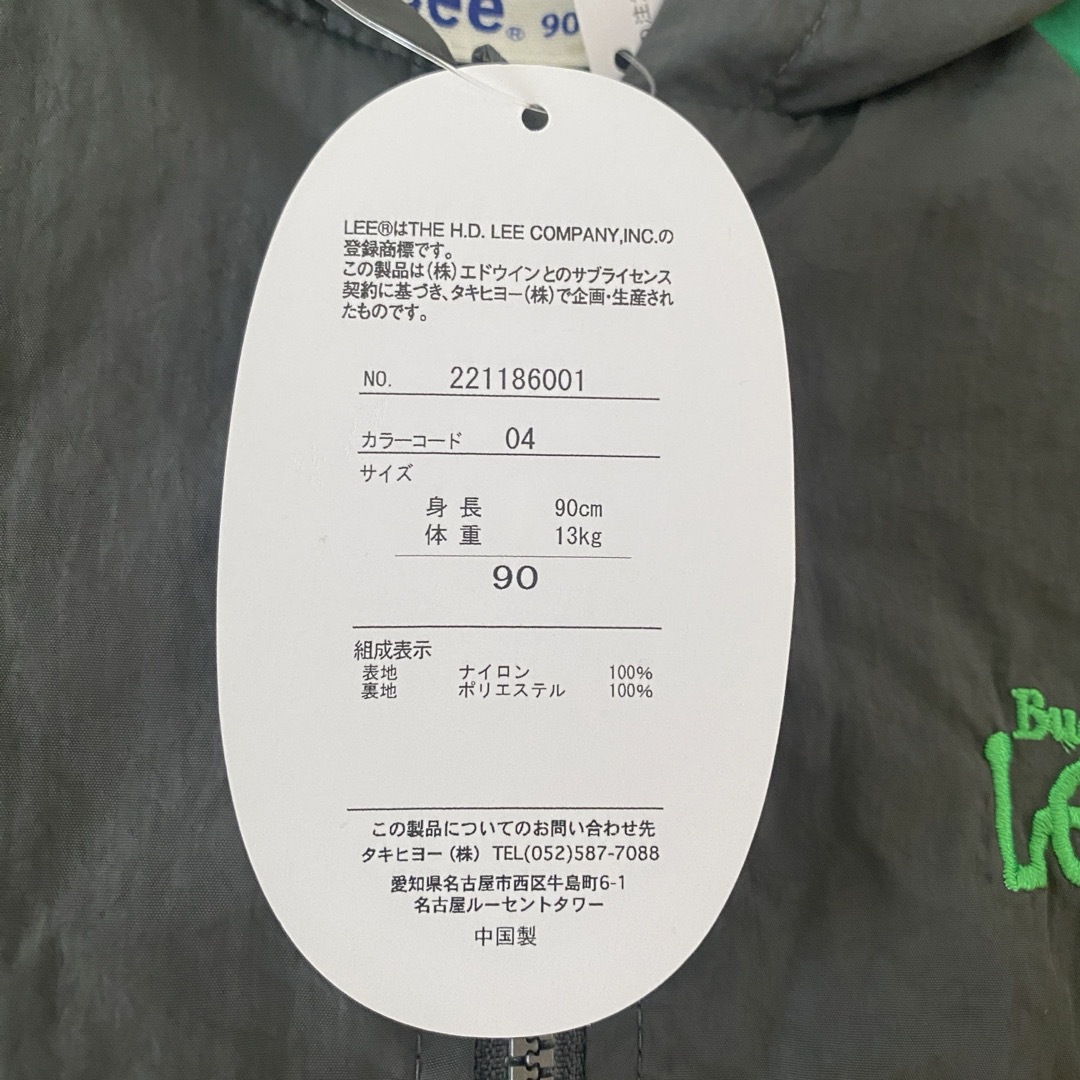 Lee® 90
注
LEE®はTHE H.D. LEE COMPANY,INC.の
登録商標です。
この製品は(株)エドウインとのサブライセンス
契約に基づき、タキヒヨー(株)で企画・生産され
たものです。
NO. 221186001
カラーコード 04
サイズ
身長 90cm
体重 13kg
90
組成表示
表地 ナイロン 100%
裏地 ポリエステル 100%
Bu
Le
この製品についてのお問い合わせ先
タキヒヨー(株) TEL(052)587-7088
愛知県名古屋市西区牛島町6-1
名古屋ルーセントタワー
中国製